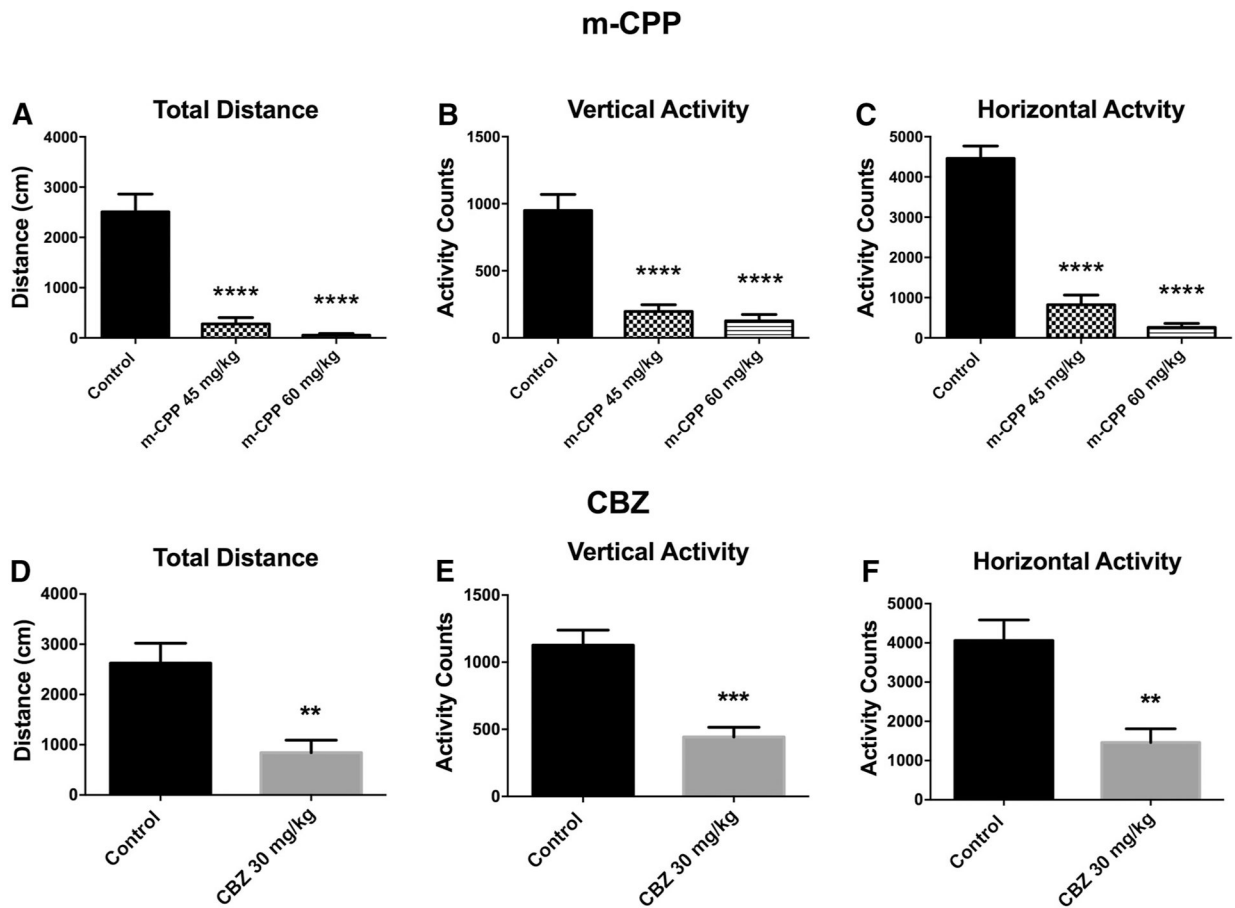 m-CPP
A
Total Distance
Distance (cm)
4000
3000
2000
1000
0
****
****
Control
m-CPP 45 mg/kg
m-CPP 60 mg/kg
B
Vertical Activity
Activity Counts
1500
1000
500
0
****
****
Control
m-CPP 45 mg/kg
m-CPP 60 mg/kg
C
Horizontal Actvity
Activity Counts
5000
4000
3000
2000
1000
0
****
****
Control
m-CPP 45 mg/kg
m-CPP 60 mg/kg
CBZ
D
Total Distance
Distance (cm)
4000
3000
2000
1000
0
**
Control
CBZ 30 mg/kg
E
Vertical Activity
Activity Counts
1500
1000
500
0
***
Control
CBZ 30 mg/kg
F
Horizontal Activity
Activity Counts
5000
4000
3000
2000
1000
0
**
Control
CBZ 30 mg/kg